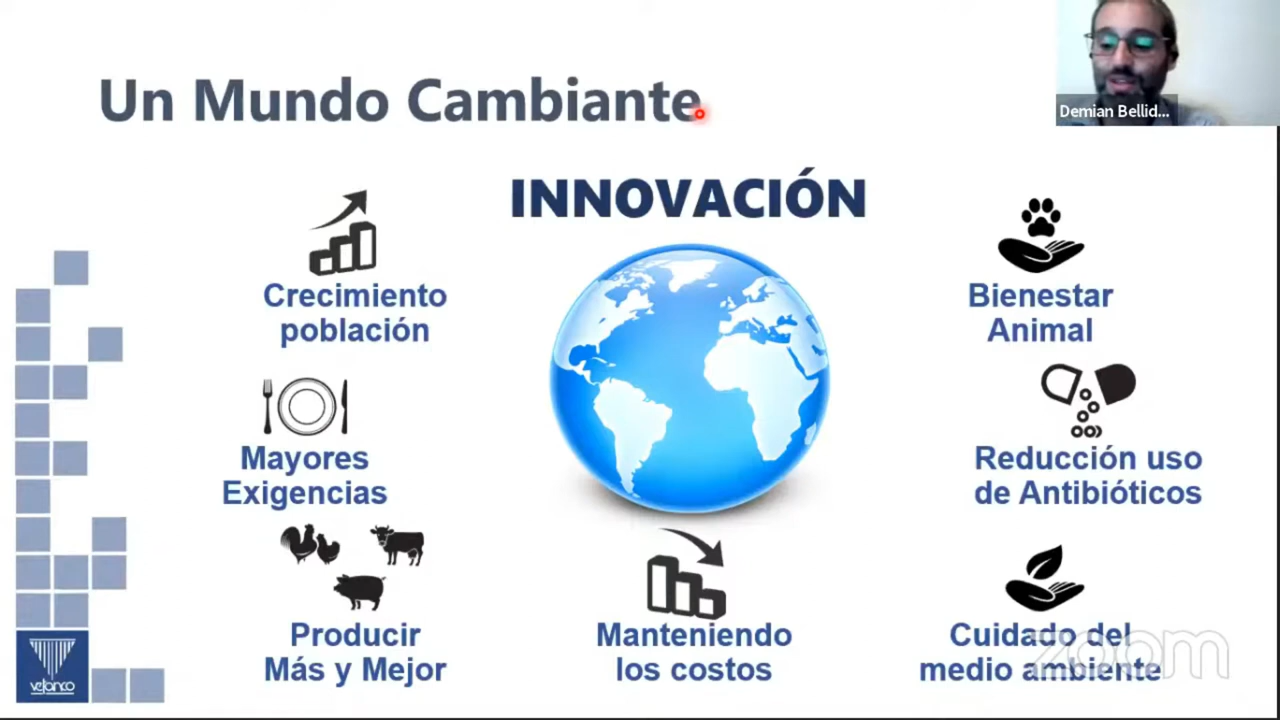 Un Mundo Cambiante
Demian Bellid...
INNOVACIÓN
Crecimiento
población
Bienestar
Animal
Mayores
Exigencias
Reducción uso
de Antibióticos
Producir
Más y Mejor
Manteniendo
los costos
Cuidado del
medio ambiente
zoom
vetanco